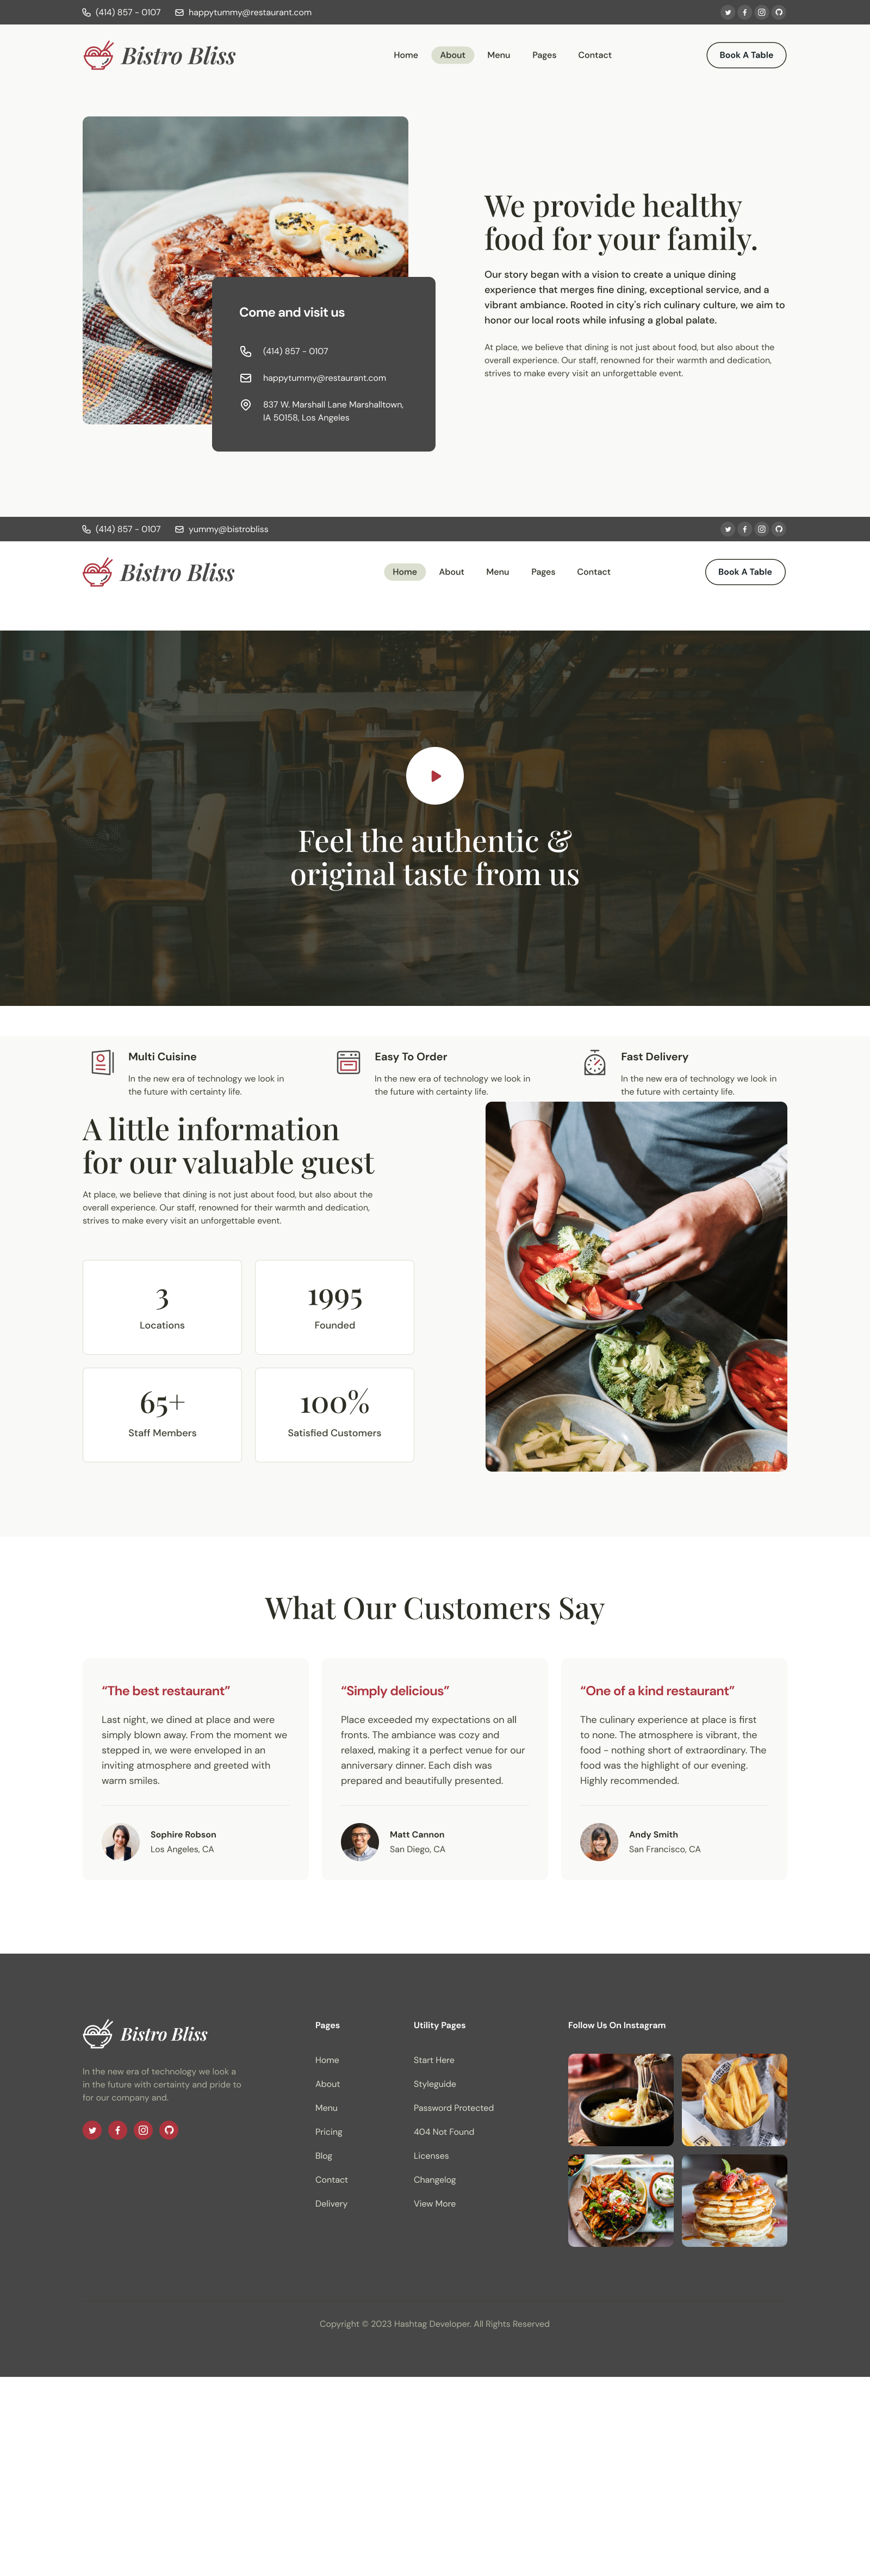 (414) 857 - 0107
happytummy@restaurant.com
Bistro Bliss
Home
About
Menu
Pages
Contact
Book A Table
We provide healthy
food for your family.
Our story began with a vision to create a unique dining
experience that merges fine dining, exceptional service, and a
vibrant ambiance. Rooted in city's rich culinary culture, we aim to
honor our local roots while infusing a global palate.
At place, we believe that dining is not just about food, but also about the
overall experience. Our staff, renowned for their warmth and dedication,
strives to make every visit an unforgettable event.
Come and visit us
(414) 857 - 0107
happytummy@restaurant.com
837 W. Marshall Lane Marshalltown,
IA 50158, Los Angeles
(414) 857 - 0107
yummy@bistrobliss
Bistro Bliss
Home
About
Menu
Pages
Contact
Book A Table
Feel the authentic &
original taste from us
Multi Cuisine
In the new era of technology we look in
the future with certainty life.
Easy To Order
In the new era of technology we look in
the future with certainty life.
Fast Delivery
In the new era of technology we look in
the future with certainty life.
A little information
for our valuable guest
At place, we believe that dining is not just about food, but also about the
overall experience. Our staff, renowned for their warmth and dedication,
strives to make every visit an unforgettable event.
3
Locations
1995
Founded
65+
Staff Members
100%
Satisfied Customers
What Our Customers Say
“The best restaurant”
Last night, we dined at place and were
simply blown away. From the moment we
stepped in, we were enveloped in an
inviting atmosphere and greeted with
warm smiles.
Sophire Robson
Los Angeles, CA
“Simply delicious”
Place exceeded my expectations on all
fronts. The ambiance was cozy and
relaxed, making it a perfect venue for our
anniversary dinner. Each dish was
prepared and beautifully presented.
Matt Cannon
San Diego, CA
“One of a kind restaurant”
The culinary experience at place is first
to none. The atmosphere is vibrant, the
food - nothing short of extraordinary. The
food was the highlight of our evening.
Highly recommended.
Andy Smith
San Francisco, CA
Bistro Bliss
In the new era of technology we look a
in the future with certainty and pride to
for our company and.
Pages
Home
About
Menu
Pricing
Blog
Contact
Delivery
Utility Pages
Start Here
Styleguide
Password Protected
404 Not Found
Licenses
Changelog
View More
Follow Us On Instagram
Copyright © 2023 Hashtag Developer. All Rights Reserved